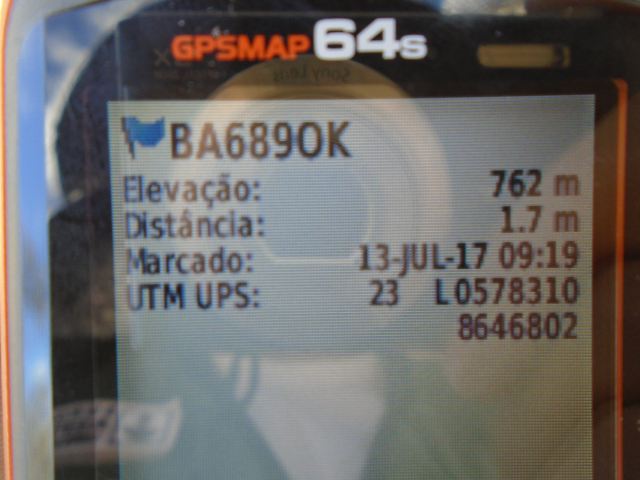 GPSMAP 64s
BA689OK
Elevação: 762 m
Distância: 1.7 m
Marcado: 13-JUL-17 09:19
UTM UPS: 23 L0578310
8646802